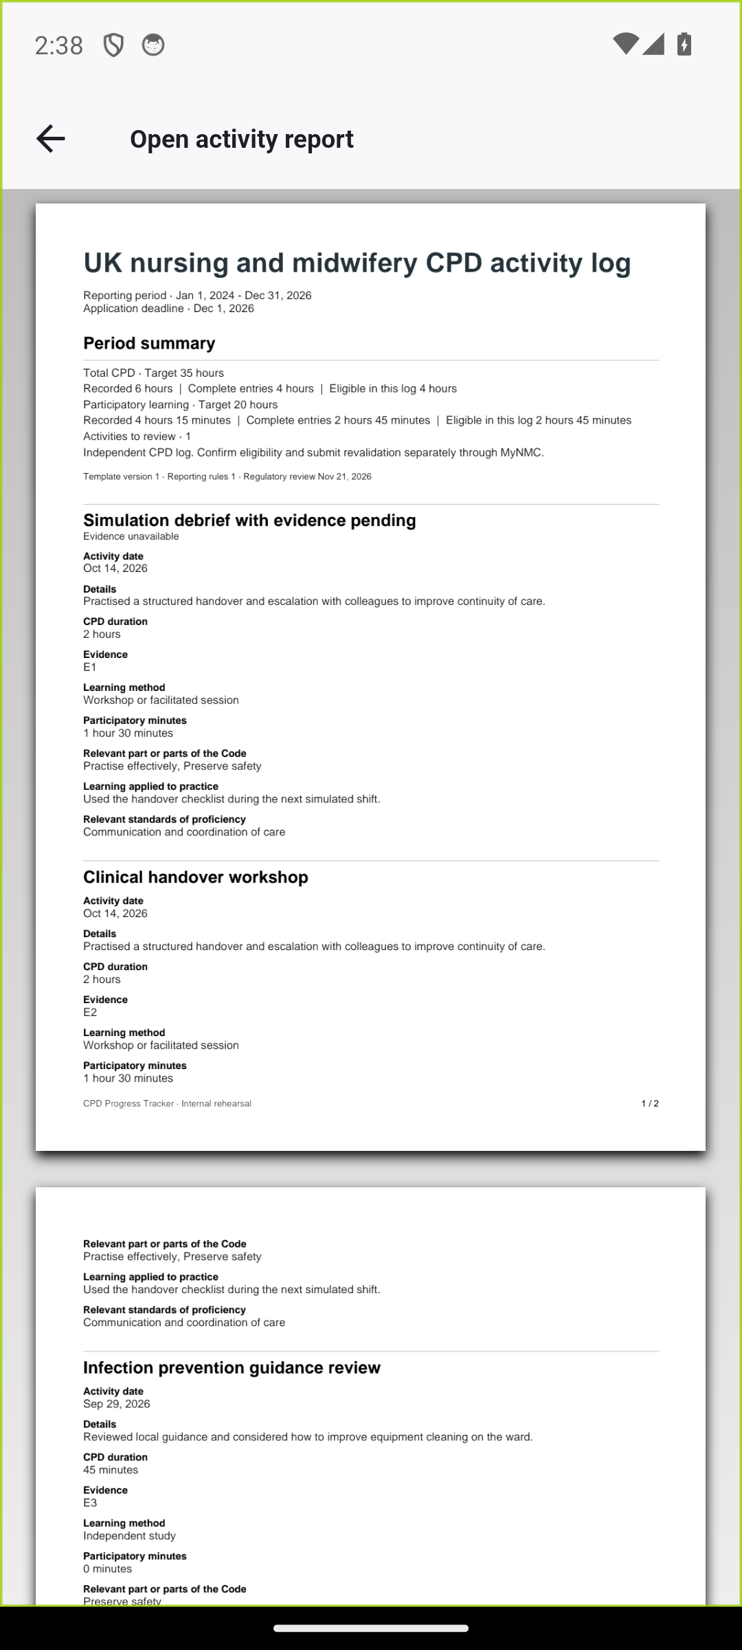 2:38
Open activity report
UK nursing and midwifery CPD activity log
Reporting period · Jan 1, 2024 - Dec 31, 2026
Application deadline · Dec 1, 2026
Period summary
Total CPD · Target 35 hours
Recorded 6 hours | Complete entries 4 hours | Eligible in this log 4 hours
Participatory learning · Target 20 hours
Recorded 4 hours 15 minutes | Complete entries 2 hours 45 minutes | Eligible in this log 2 hours 45 minutes
Activities to review · 1
Independent CPD log. Confirm eligibility and submit revalidation separately through MyNMC.
Template version 1 · Reporting rules 1 · Regulatory review Nov 21, 2026
Simulation debrief with evidence pending
Evidence unavailable
Activity date
Oct 14, 2026
Details
Practised a structured handover and escalation with colleagues to improve continuity of care.
CPD duration
2 hours
Evidence
E1
Learning method
Workshop or facilitated session
Participatory minutes
1 hour 30 minutes
Relevant part or parts of the Code
Practise effectively, Preserve safety
Learning applied to practice
Used the handover checklist during the next simulated shift.
Relevant standards of proficiency
Communication and coordination of care
Clinical handover workshop
Activity date
Oct 14, 2026
Details
Practised a structured handover and escalation with colleagues to improve continuity of care.
CPD duration
2 hours
Evidence
E2
Learning method
Workshop or facilitated session
Participatory minutes
1 hour 30 minutes
CPD Progress Tracker · Internal rehearsal 1 / 2
Relevant part or parts of the Code
Practise effectively, Preserve safety
Learning applied to practice
Used the handover checklist during the next simulated shift.
Relevant standards of proficiency
Communication and coordination of care
Infection prevention guidance review
Activity date
Sep 29, 2026
Details
Reviewed local guidance and considered how to improve equipment cleaning on the ward.
CPD duration
45 minutes
Evidence
E3
Learning method
Independent study
Participatory minutes
0 minutes
Relevant part or parts of the Code
Preserve safety